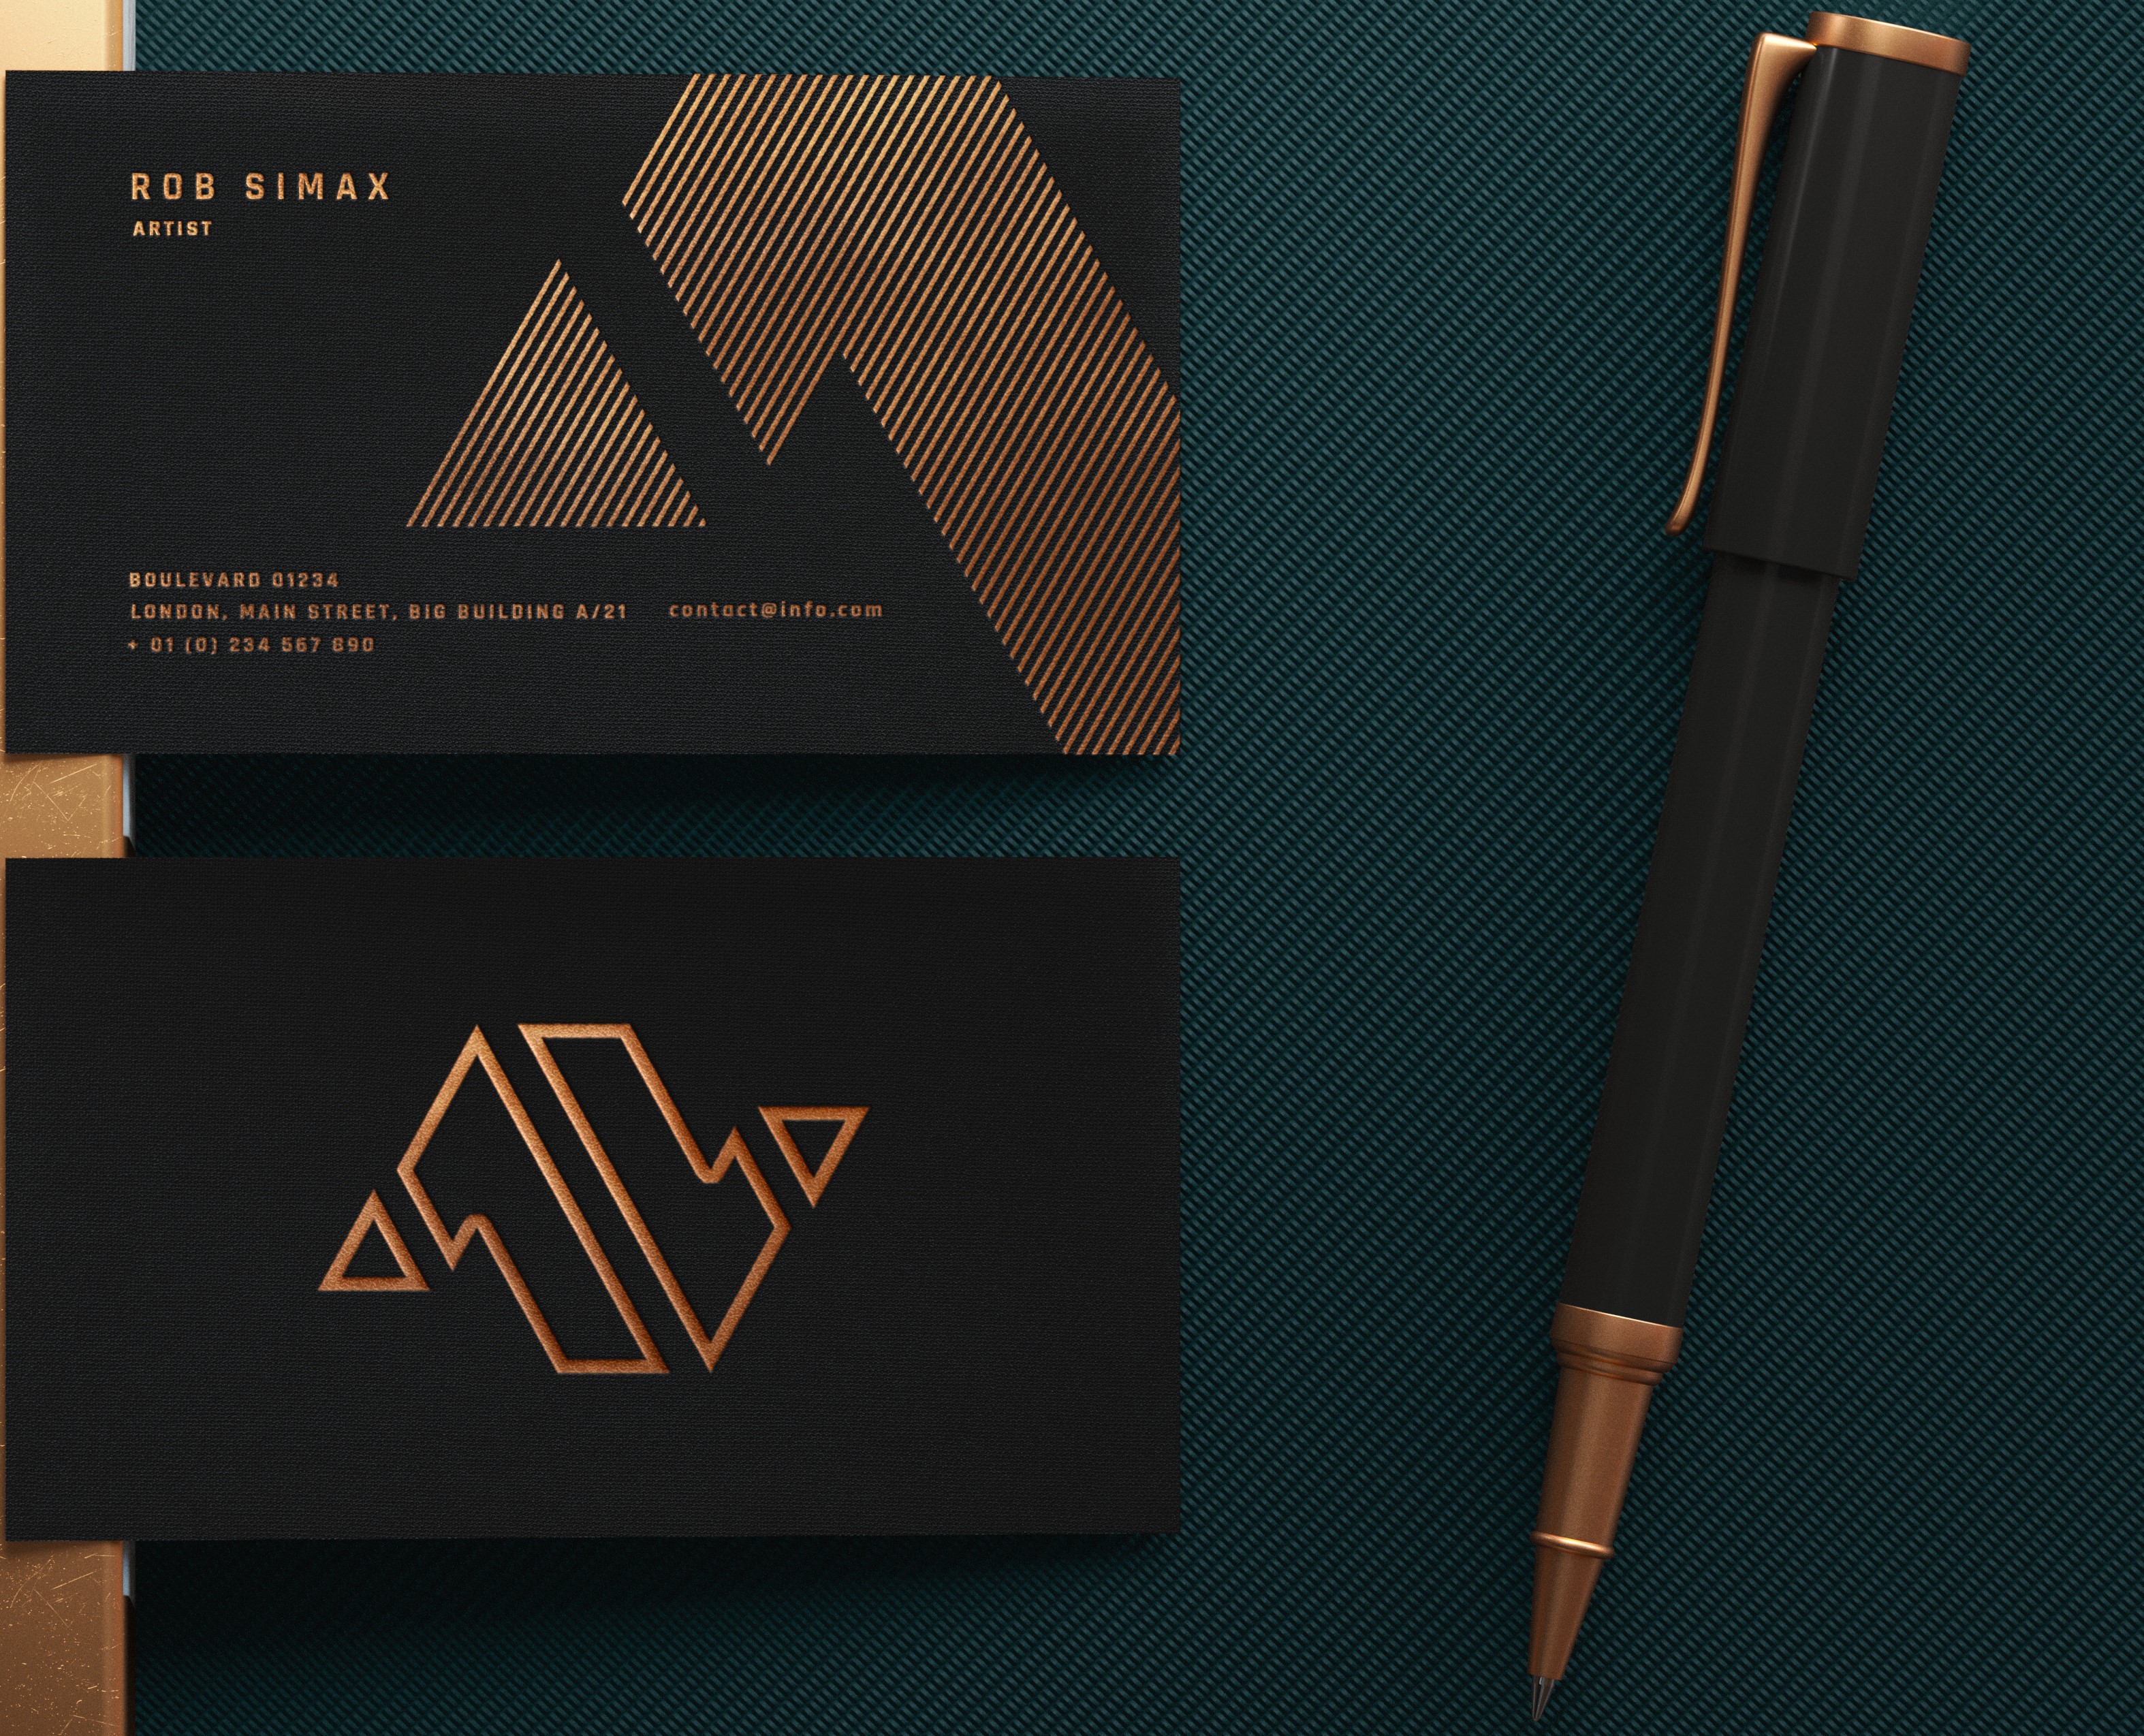 ROB SIMAX
ARTIST
BOULEVARD 01234
LONDON, MAIN STREET, BIG BUILDING A/21
contact@info.com
+ 01 (0) 234 567 890